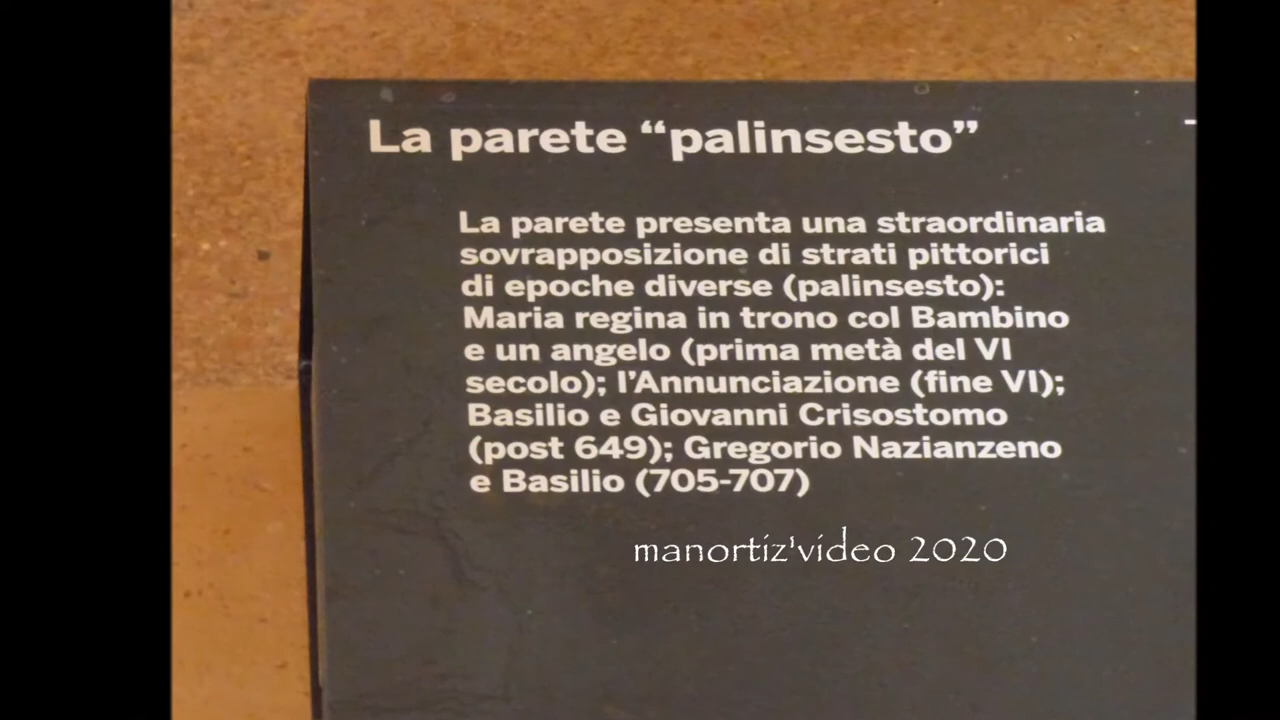 La parete “palinsesto”
La parete presenta una straordinaria
sovrapposizione di strati pittorici
di epoche diverse (palinsesto):
Maria regina in trono col Bambino
e un angelo (prima metà del VI
secolo); l’Annunciazione (fine VI);
Basilio e Giovanni Crisostomo
(post 649); Gregorio Nazianzeno
e Basilio (705-707)
manortiz'video 2020